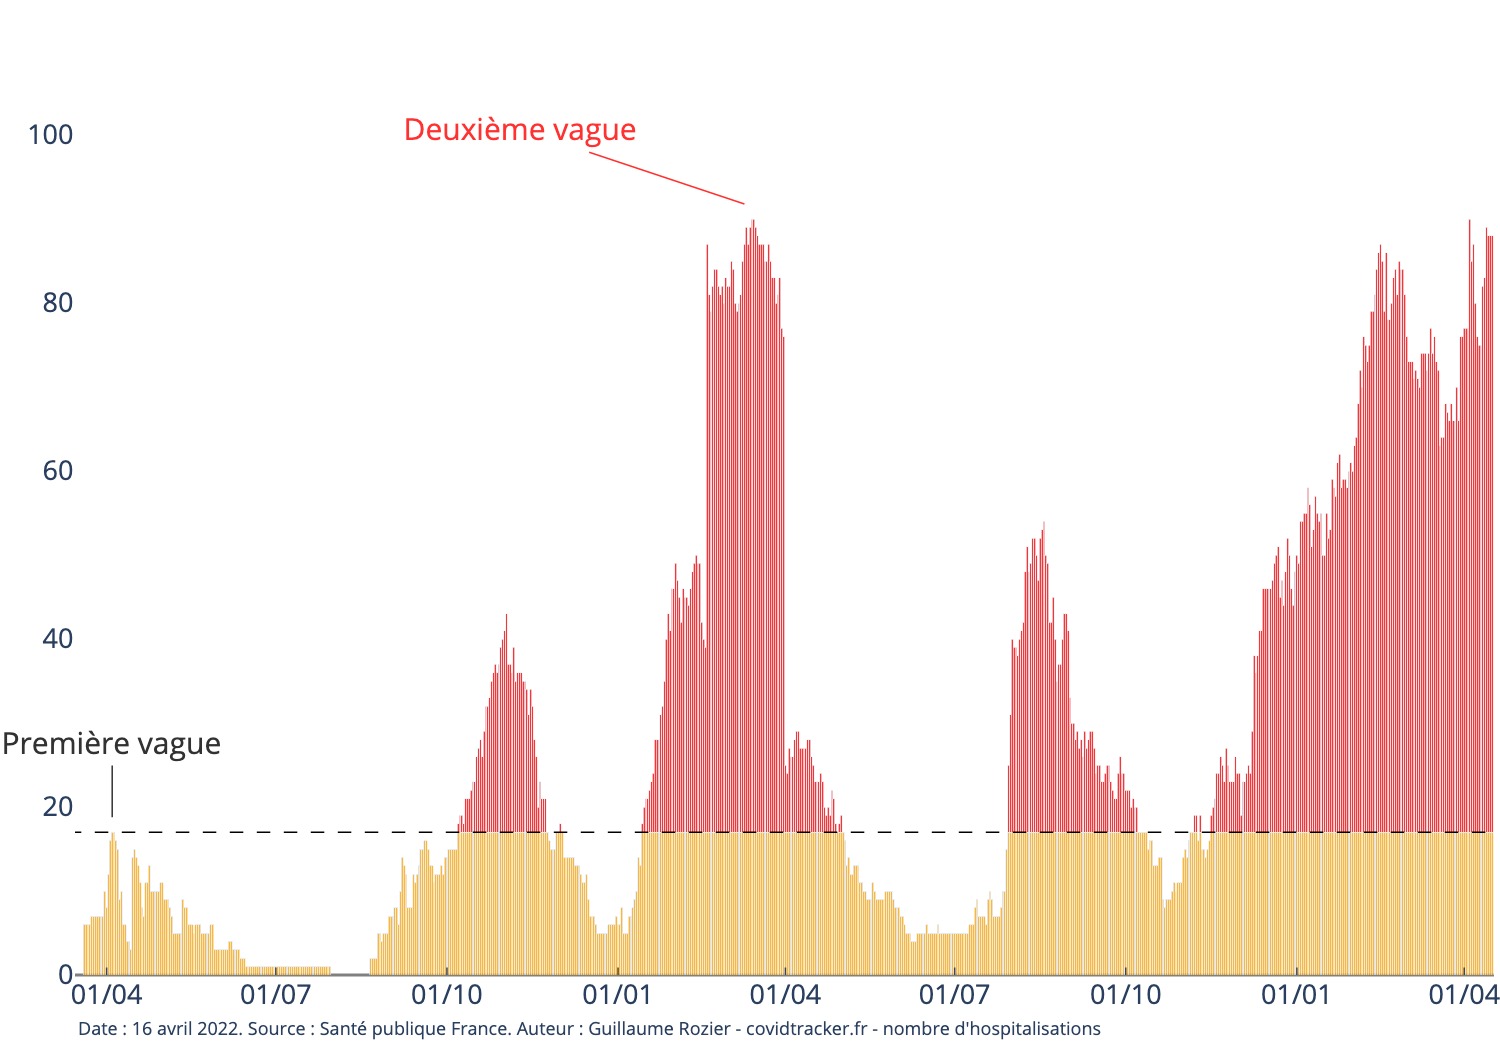 100
Deuxième vague
80
60
40
Première vague
20
0
01/04 01/07 01/10 01/01 01/04 01/07 01/10 01/01 01/04
Date : 16 avril 2022. Source : Santé publique France. Auteur : Guillaume Rozier - covidtracker.fr - nombre d'hospitalisations